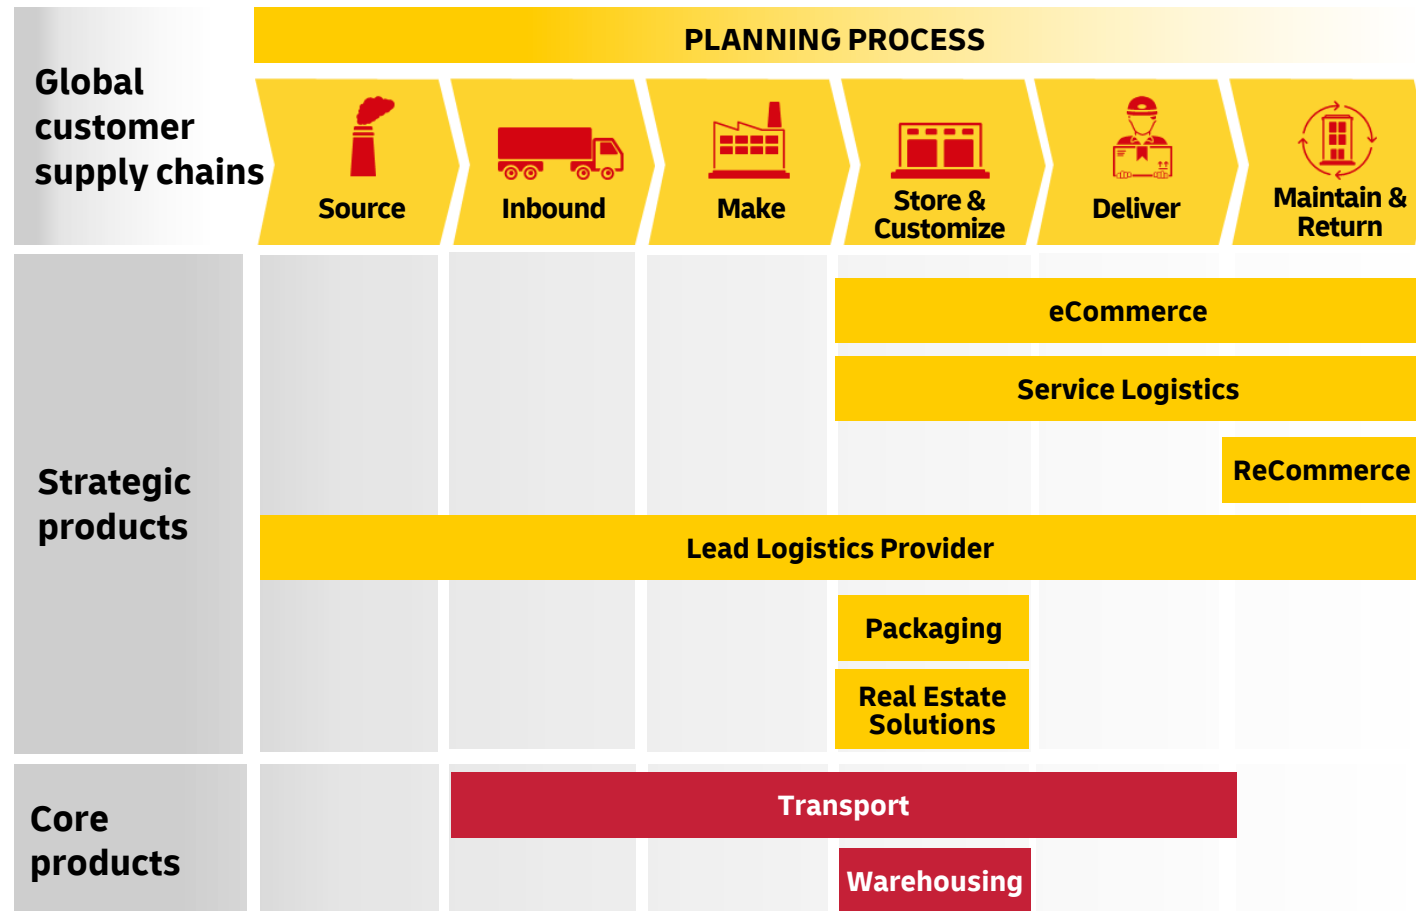 PLANNING PROCESS
Global
customer
supply chains
Source
Inbound
Make
Store &
Customize
Deliver
Maintain &
Return
Strategic
products
eCommerce
Service Logistics
ReCommerce
Lead Logistics Provider
Packaging
Real Estate
Solutions
Core
products
Transport
Warehousing